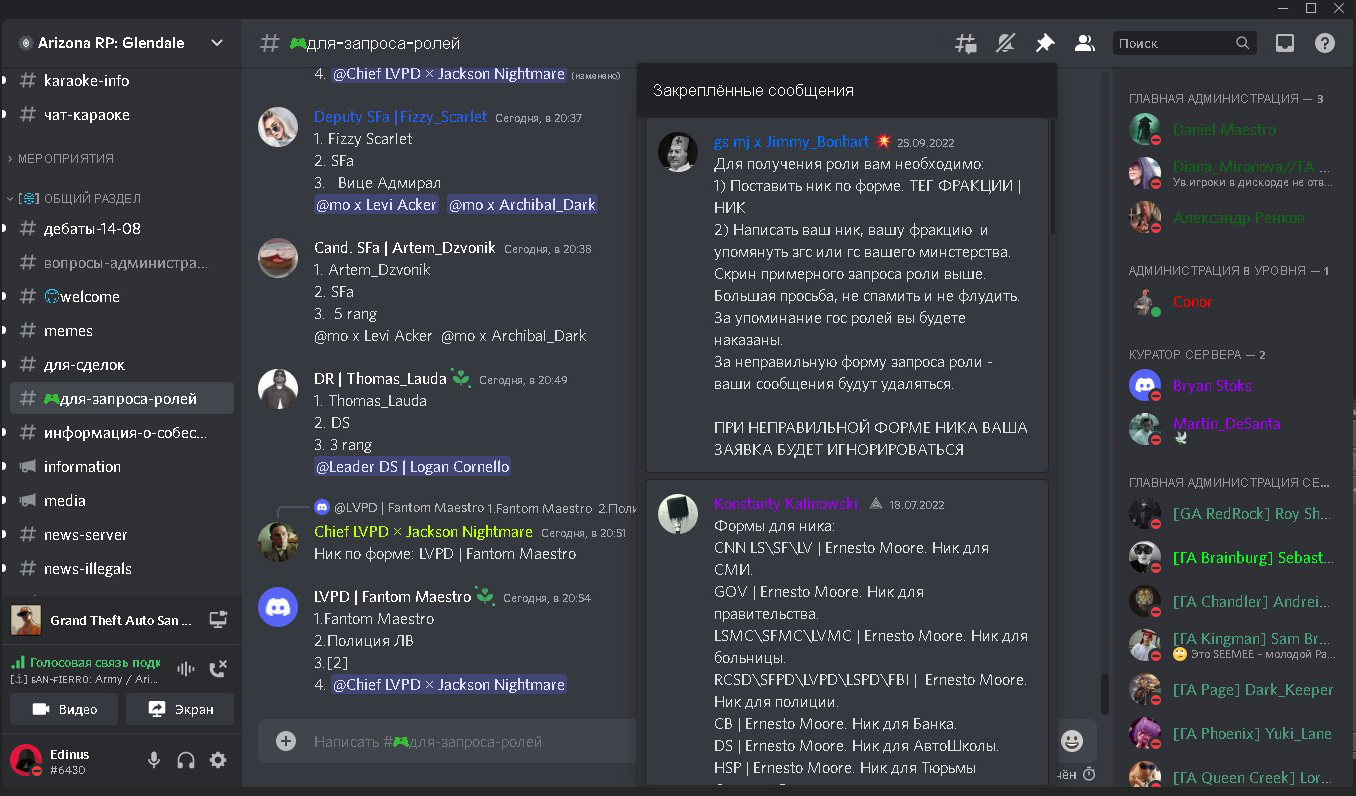 Arizona RP: Glendale
karaoke-info
чат-караоке
МЕРОПРИЯТИЯ
ОБЩИЙ РАЗДЕЛ
дебаты-14-08
вопросы-администра...
welcome
memes
для-сделок
для-запроса-ролей
информация-о-собес...
information
media
news-server
news-illegals
Grand Theft Auto San ...
Голосовая связь подк
SAN-FIERRO: Army / Ari...
Видео
Экран
Edinus
#6430
для-запроса-ролей
Поиск
4. @Chief LVPD × Jackson Nightmare (изменено)
Deputy SFa |Fizzy_Scarlet Сегодня, в 20:37
1. Fizzy Scarlet
2. SFa
3. Вице Адмирал
@mo x Levi Acker @mo x Archibal_Dark
Cand. SFa | Artem_Dzvonik Сегодня, в 20:38
1. Artem_Dzvonik
2. SFa
3. 5 rang
@mo x Levi Acker @mo x Archibal_Dark
DR | Thomas_Lauda Сегодня, в 20:49
1. Thomas_Lauda
2. DS
3. 3 rang
@Leader DS | Logan Cornello
@LVPD | Fantom Maestro 1.Fantom Maestro 2.Поли
Chief LVPD × Jackson Nightmare Сегодня, в 20:51
Ник по форме: LVPD | Fantom Maestro
LVPD | Fantom Maestro Сегодня, в 20:54
1.Fantom Maestro
2.Полиция ЛВ
3.[2]
4. @Chief LVPD × Jackson Nightmare
Написать #для-запроса-ролей
Закреплённые сообщения
gs mj x Jimmy_Bonhart 25.09.2022
Для получения роли вам необходимо:
1) Поставить ник по форме. ТЕГ ФРАКЦИИ |
НИК
2) Написать ваш ник, вашу фракцию и
упомянуть згс или гс вашего минстерства.
Скрин примерного запроса роли выше.
Большая просьба, не спамить и не флудить.
За упоминание гос ролей вы будете
наказаны.
За неправильную форму запроса роли -
ваши сообщения будут удаляться.
ПРИ НЕПРАВИЛЬНОЙ ФОРМЕ НИКА ВАША
ЗАЯВКА БУДЕТ ИГНОРИРОВАТЬСЯ
Konstanty Kalinowski. 18.07.2022
Формы для ника:
CNN LS\SF\LV | Ernesto Moore. Ник для
СМИ.
GOV | Ernesto Moore. Ник для
правительства.
LSMC\SFMC\LVMC | Ernesto Moore. Ник для
больницы.
RCSD\SFPD\LVPD\LSPD\FBI | Ernesto Moore.
Ник для полиции.
CB | Ernesto Moore. Ник для Банка.
DS | Ernesto Moore. Ник для АвтоШколы.
HSP | Ernesto Moore. Ник для Тюрьмы
чён
ГЛАВНАЯ АДМИНИСТРАЦИЯ — 3
Daniel Maestro
Diana_Mironova//ГА ...
Ув.игроки в дискорде не отв...
Александр Ренков
АДМИНИСТРАЦИЯ 8 УРОВНЯ — 1
Conor
КУРАТОР СЕРВЕРА — 2
Bryan Stoks
Martin_DeSanta
ГЛАВНАЯ АДМИНИСТРАЦИЯ СЕ...
[GA RedRock] Roy Sh...
[ГА Brainburg] Sebast...
[ГА Chandler] Andrei...
[ГА Kingman] Sam Br...
Это SEEMEE - молодой Ра...
[ГА Page] Dark_Keeper
[ГА Phoenix] Yuki_Lane
[ГА Queen Creek] Lor...